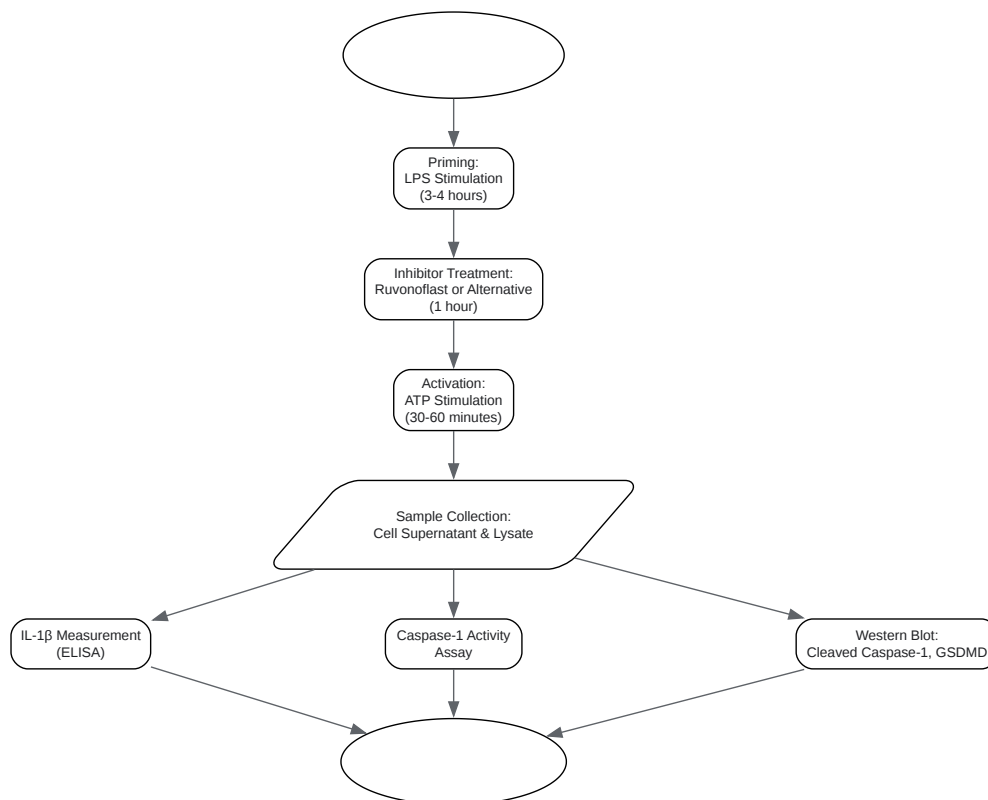 Priming:
LPS Stimulation
(3-4 hours)
Inhibitor Treatment:
Ruvonoflast or Alternative
(1 hour)
Activation:
ATP Stimulation
(30-60 minutes)
Sample Collection:
Cell Supernatant & Lysate
IL-1β Measurement
(ELISA)
Caspase-1 Activity
Assay
Western Blot:
Cleaved Caspase-1, GSDMD